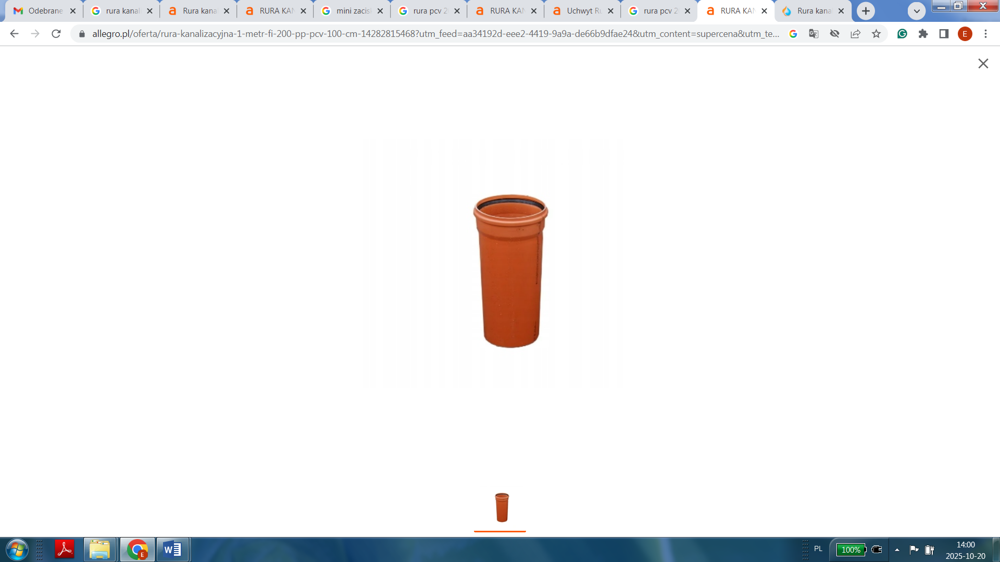 Odebrane
rura kanal
Rura kana
RURA KAN
mini zacis
rura pcv 2
RURA KAN
Uchwyt Ru
rura pcv 2
RURA KAN
Rura kana
allegro.pl/oferta/rura-kanalizacyjna-1-metr-fi-200-pp-pcv-100-cm-14282815468?utm_feed=aa34192d-eee2-4419-9a9a-de66b9dfae24&utm_content=supercena&utm_te...
E
E
W
PL
100%
14:00
2025-10-20